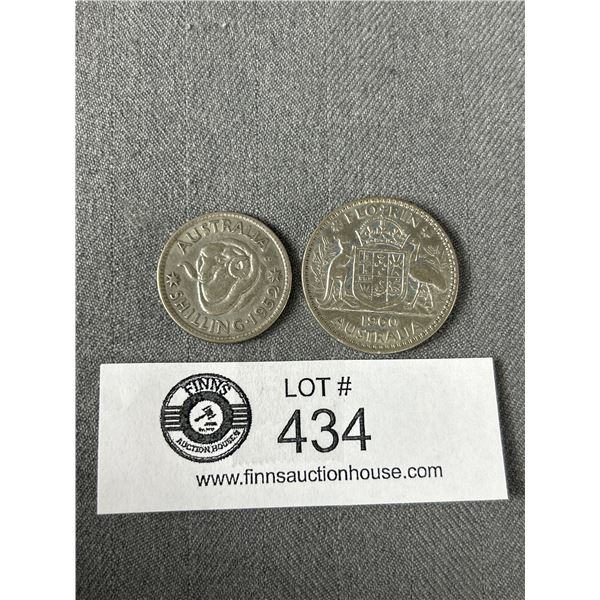 AUSTRALIA
SHILLING·1952
FLORIN
1960
AUSTRALIA
FINNS
AUCTION HOUSE
LOT #
434
www.finnsauctionhouse.com